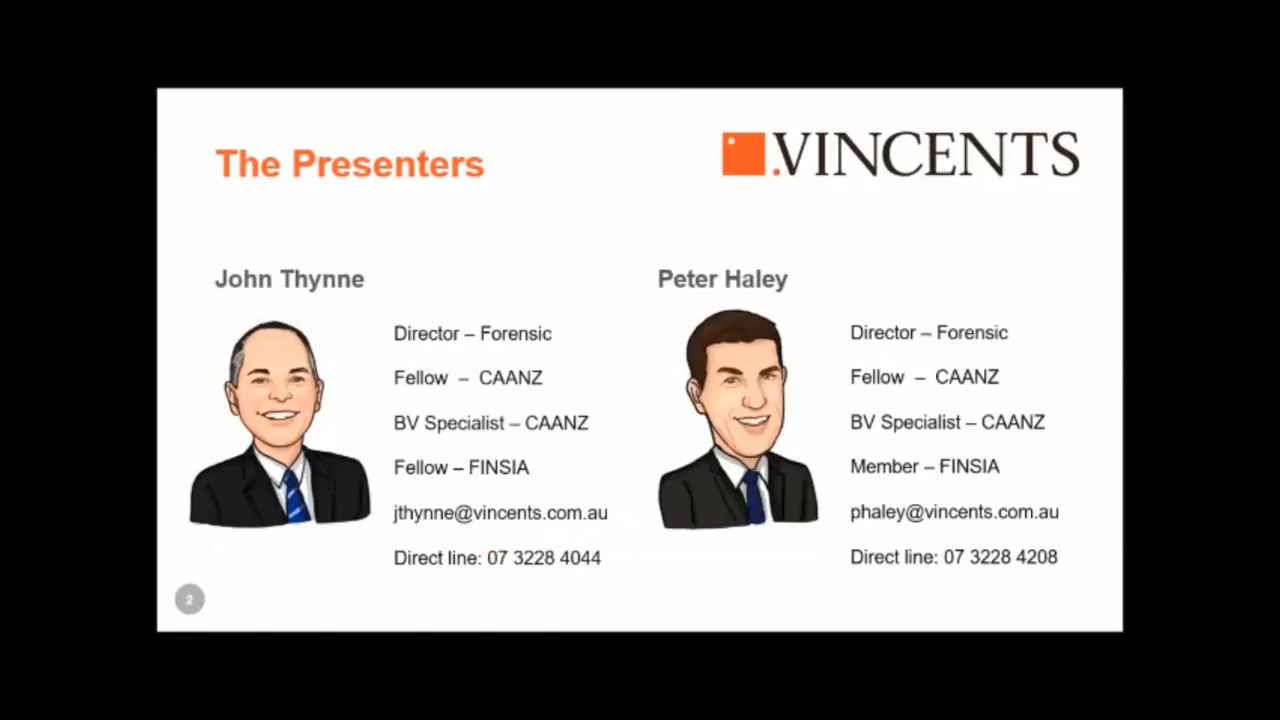 The Presenters
.VINCENTS
John Thynne
Director – Forensic
Fellow – CAANZ
BV Specialist – CAANZ
Fellow – FINSIA
jthynne@vincents.com.au
Direct line: 07 3228 4044
Peter Haley
Director – Forensic
Fellow – CAANZ
BV Specialist – CAANZ
Member – FINSIA
phaley@vincents.com.au
Direct line: 07 3228 4208
2